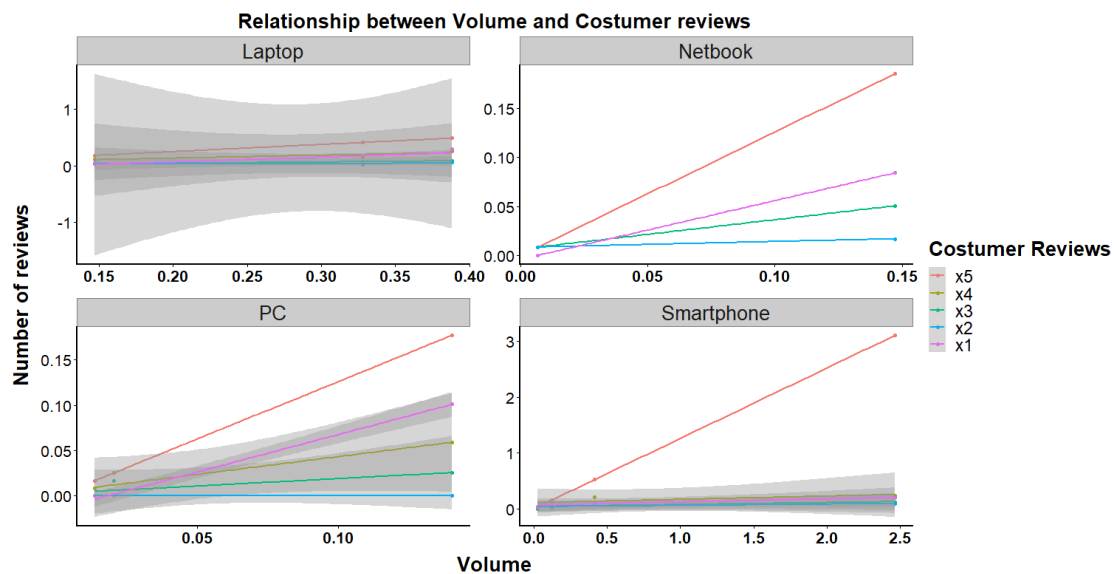 Relationship between Volume and Costumer reviews
Laptop
Netbook
1
0
-1
0.15
0.20
0.25
0.30
0.35
0.40
0.15
0.10
0.05
0.00
0.00
0.05
0.10
0.15
PC
Smartphone
0.15
0.10
0.05
0.00
0.05
0.10
3
2
1
0
0.0
0.5
1.0
1.5
2.0
2.5
Number of reviews
Volume
Costumer Reviews
x5
x4
x3
x2
x1